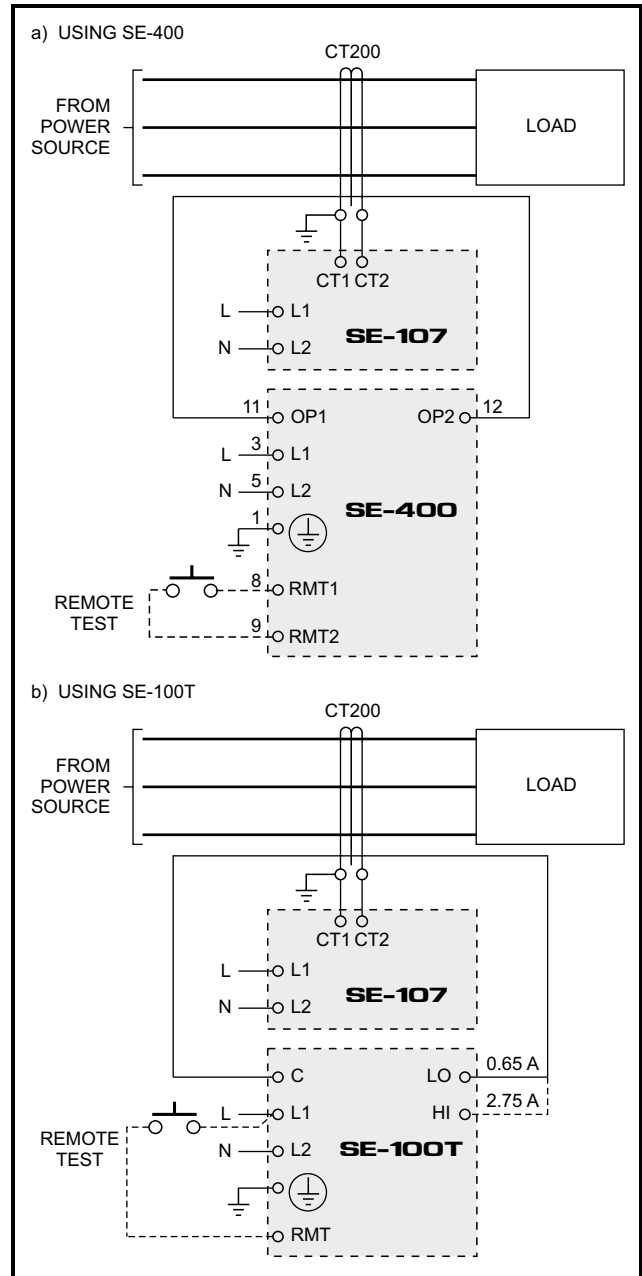 a) USING SE-400
CT200
FROM
POWER
SOURCE
LOAD
CT1 CT2
L L1
SE-107
N L2
11 OP1 OP2 12
L 3 L1
N 5 L2
SE-400
1
8 RMT1
REMOTE
TEST
9 RMT2
b) USING SE-100T
CT200
FROM
POWER
SOURCE
LOAD
CT1 CT2
L L1
SE-107
N L2
C LO 0.65 A
L L1 HI 2.75 A
REMOTE
TEST
N L2 SE-100T
RMT